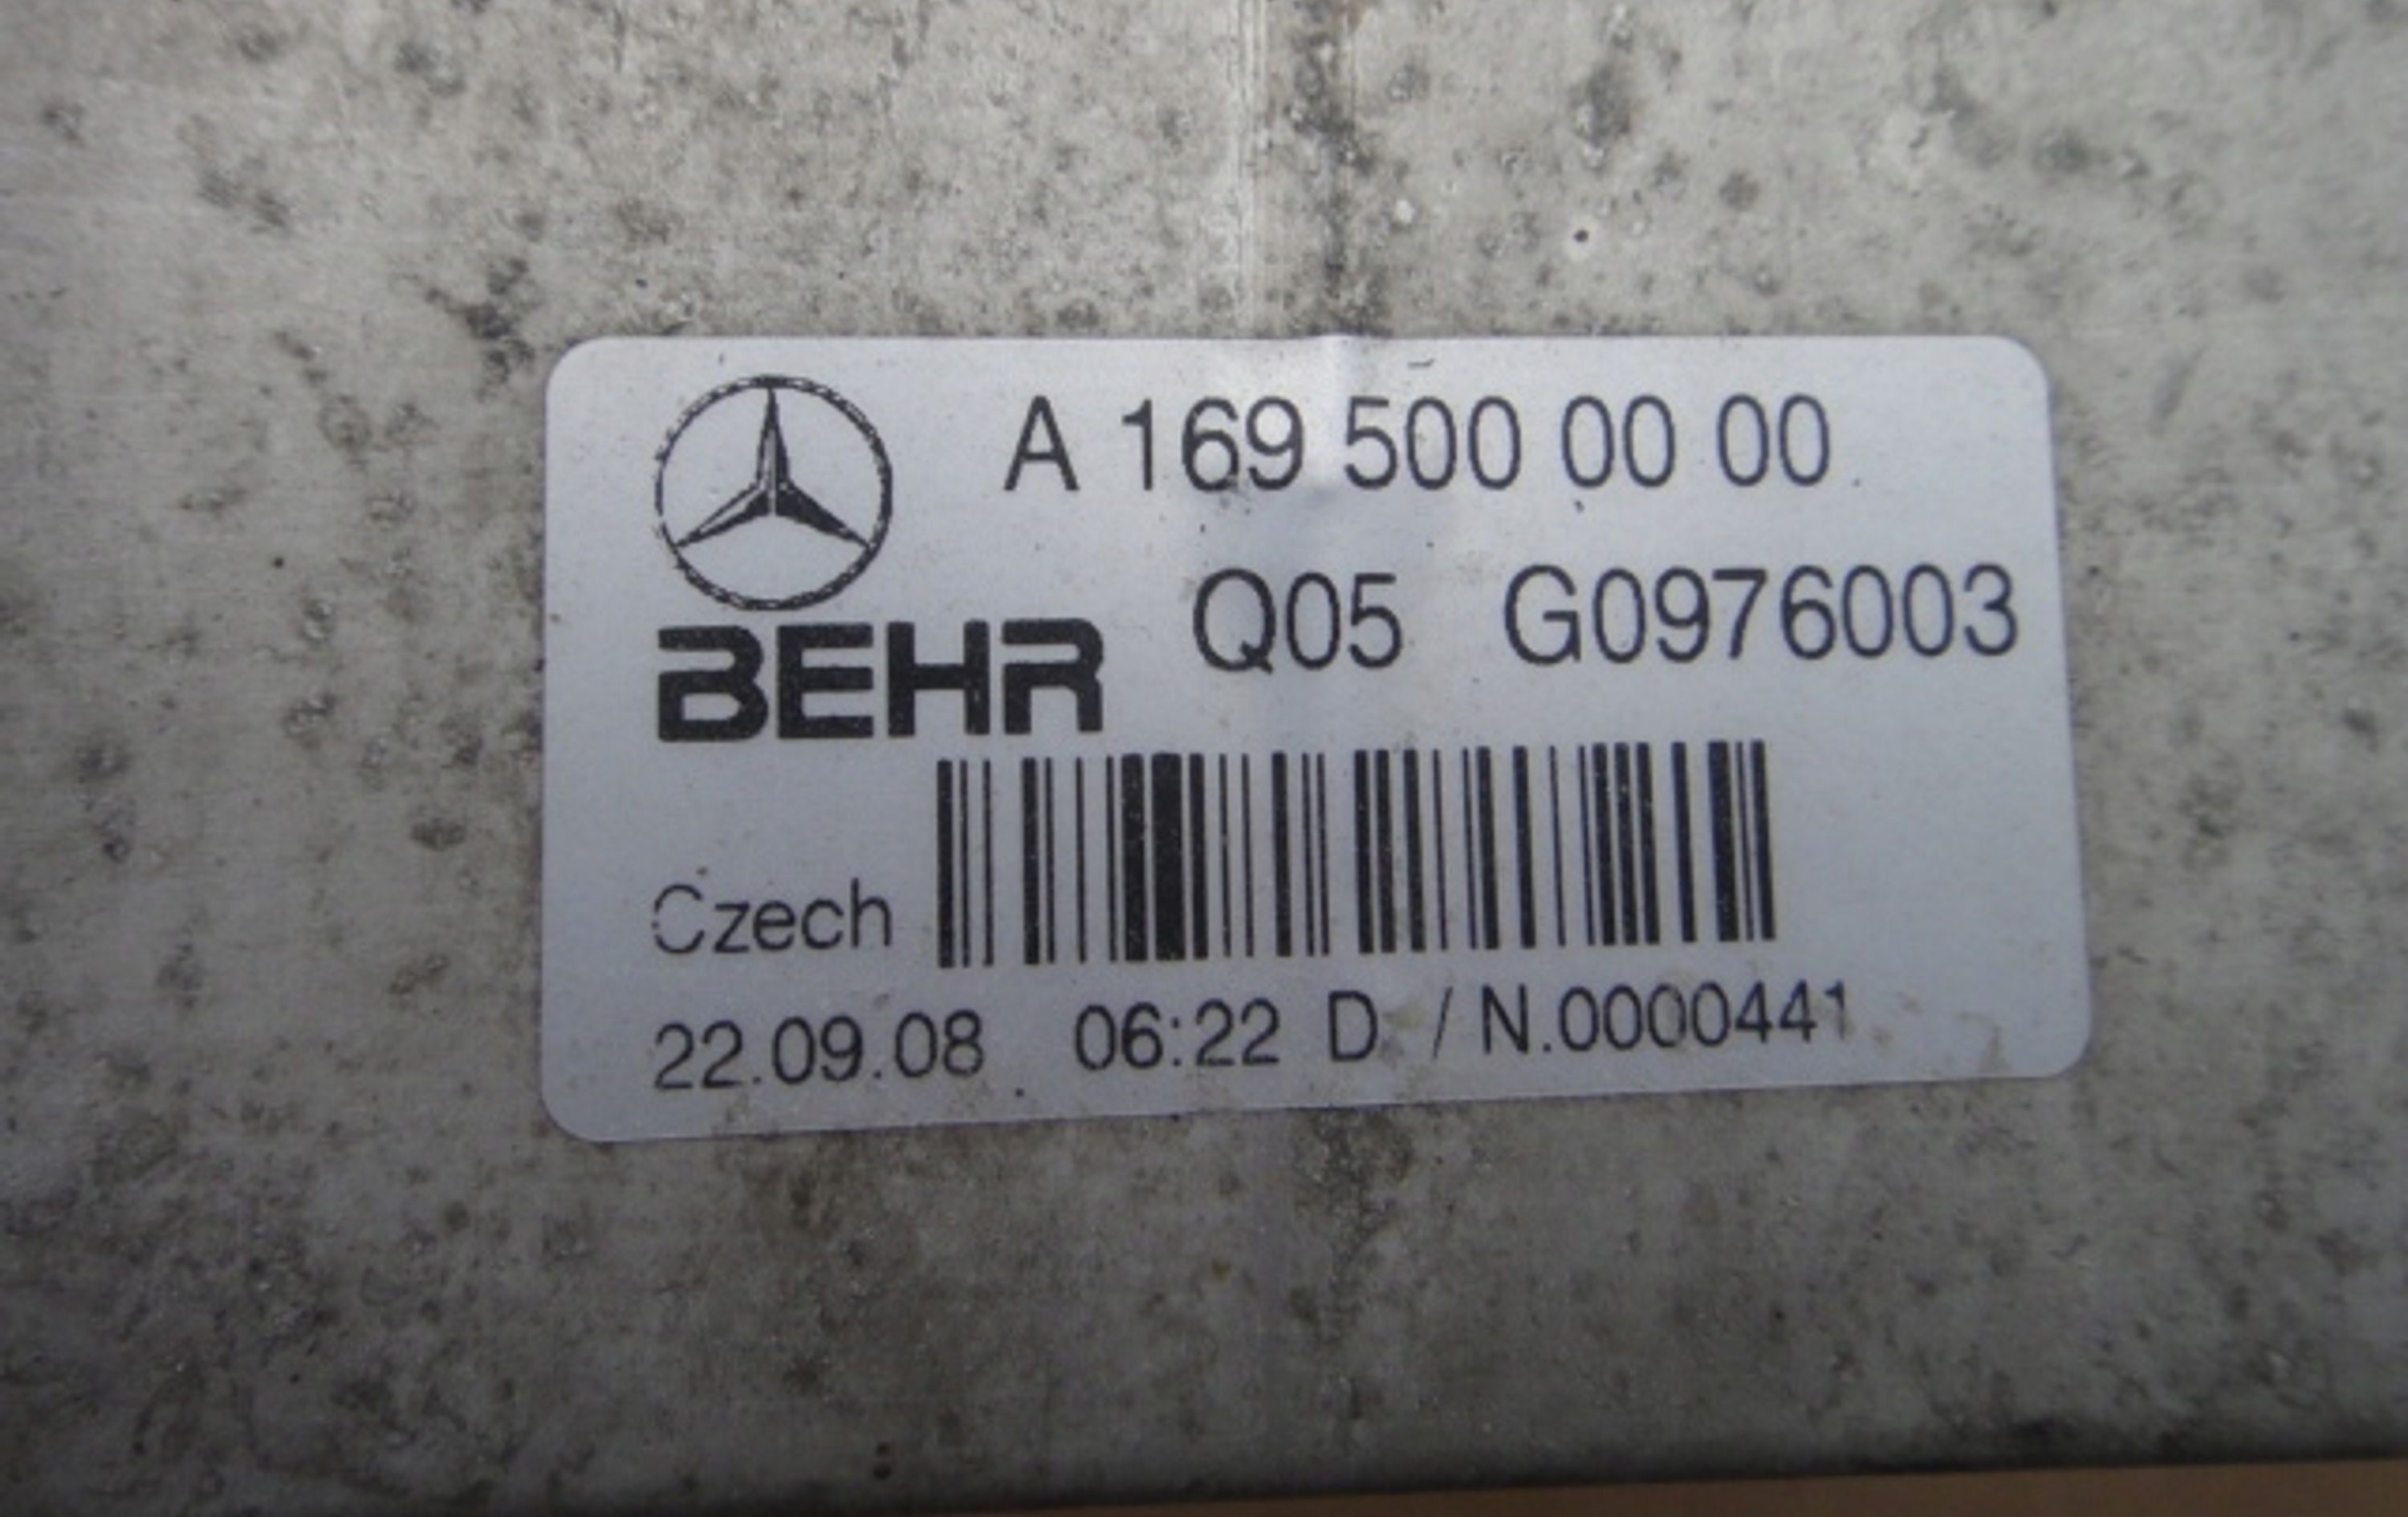 A 169 500 00 00
BEHR Q05 G0976003
Czech
22.09.08 06:22 D / N.0000441